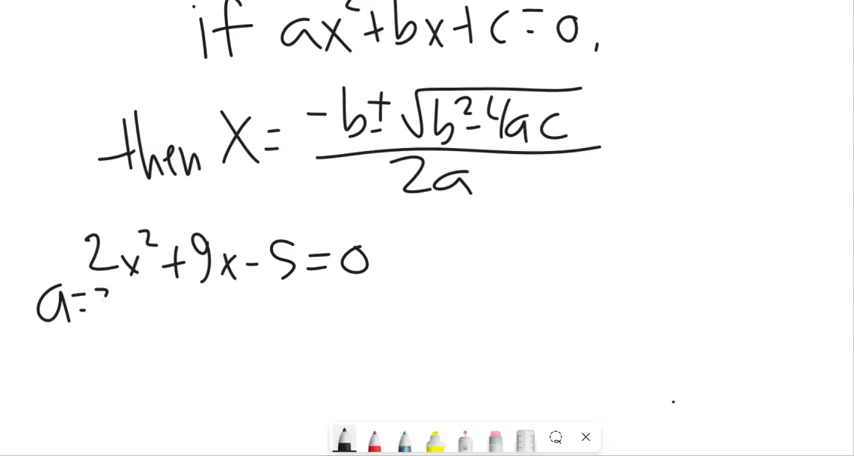 if ax²+bx+c=0,
then x= -b±√b²-4ac / 2a
2x²+9x-5=0
a=